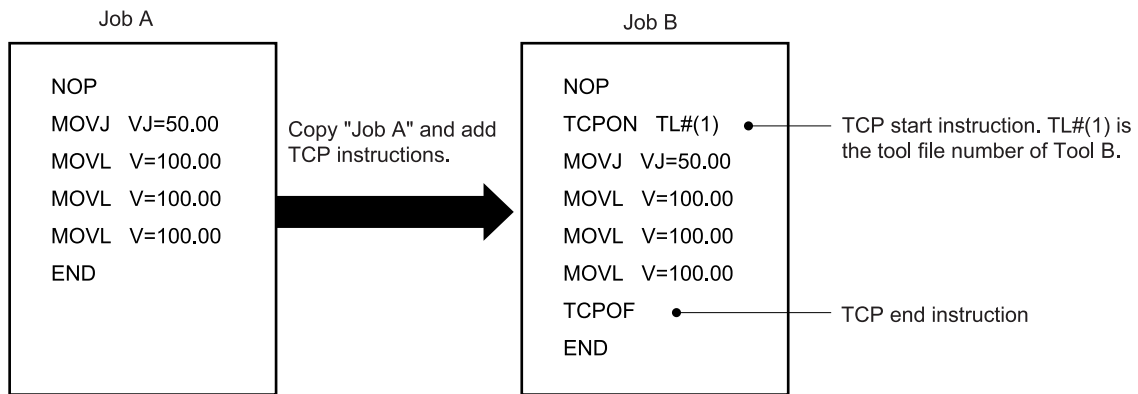 Job A
NOP
MOVJ VJ=50.00
MOVL V=100.00
MOVL V=100.00
MOVL V=100.00
END
Copy "Job A" and add
TCP instructions.
Job B
NOP
TCPON TL#(1)
MOVJ VJ=50.00
MOVL V=100.00
MOVL V=100.00
MOVL V=100.00
TCPOF
END
TCP start instruction. TL#(1) is
the tool file number of Tool B.
TCP end instruction